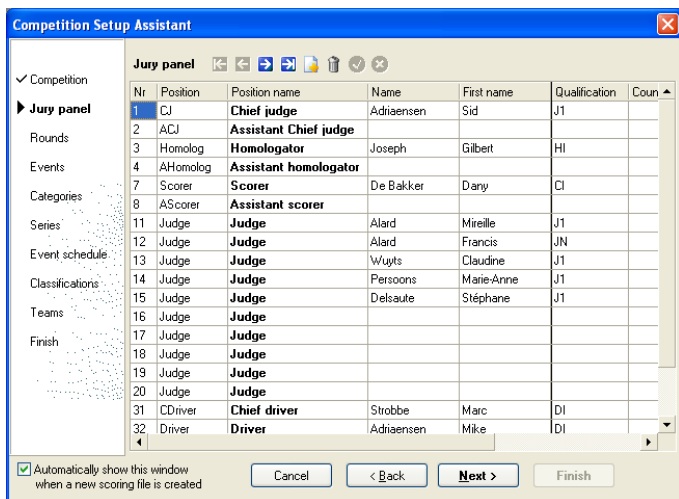 Competition Setup Assistant
Competition
Jury panel
Rounds
Events
Categories
Series
Event schedule
Classifications
Teams
Finish
Jury panel
Nr Position Position name Name First name Qualification Coun
1 CJ Chief judge Adriaensen Sid J1
2 ACJ Assistant Chief judge
3 Homolog Homologator Joseph Gilbert HI
4 AHomolog Assistant homologator
7 Scorer Scorer De Bakker Dany CI
8 AScorer Assistant scorer
11 Judge Judge Alard Mireille J1
12 Judge Judge Alard Francis JN
13 Judge Judge Wuyts Claudine J1
14 Judge Judge Persoons Marie-Anne J1
15 Judge Judge Delsaute Stéphane J1
16 Judge Judge
17 Judge Judge
18 Judge Judge
19 Judge Judge
20 Judge Judge
31 CDriver Chief driver Strobbe Marc DI
32 Driver Driver Adriaensen Mike DI
Automatically show this window
when a new scoring file is created
Cancel < Back Next > Finish